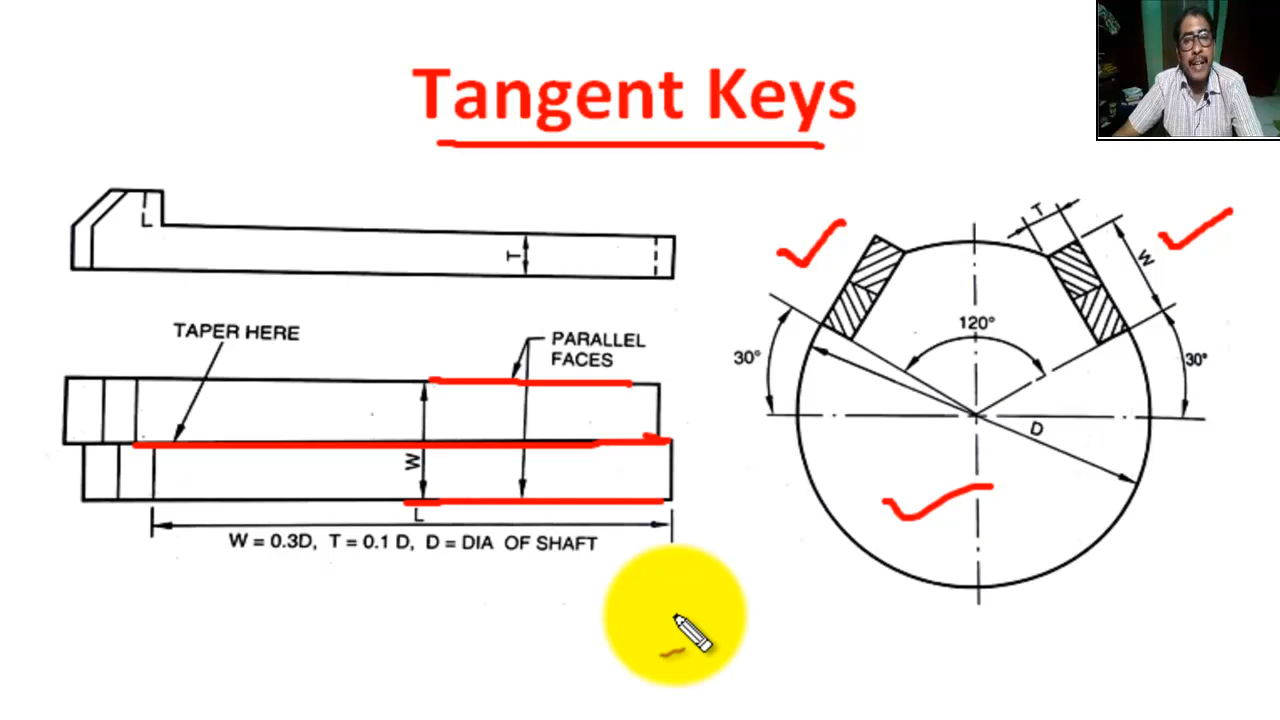 Tangent Keys
L
T
TAPER HERE
PARALLEL
FACES
W
L
W = 0.3D, T = 0.1 D, D = DIA OF SHAFT
T
W
120°
30°
30°
D